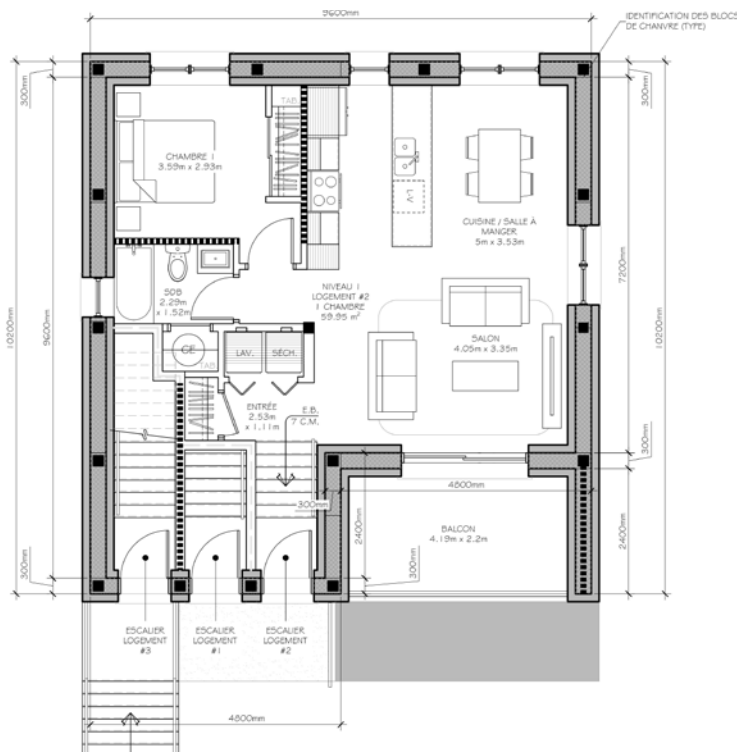 9600mm
IDENTIFICATION DES BLOCS
DE CHANVRE (TYPE)
300mm
300mm
TAB
CHAMBRE 1
3.59m x 2.93m
L-V
CUISINE / SALLE À
MANGER
5m x 3.53m
SDB
2.29m
x 1.52m
NIVEAU 1
LOGEMENT #2
1 CHAMBRE
59.95 m²
7200mm
10200mm
9600mm
10200mm
SALON
4.05m x 3.35m
CE
TAB
LAV.
SÉCH.
ENTRÉE
2.53m
x 1.11m
E.B.
7 C.M.
300mm
4800mm
300mm
BALCON
4.19m x 2.2m
2400mm
2400mm
300mm
300mm
ESCALIER
LOGEMENT
#3
ESCALIER
LOGEMENT
#1
ESCALIER
LOGEMENT
#2
4800mm